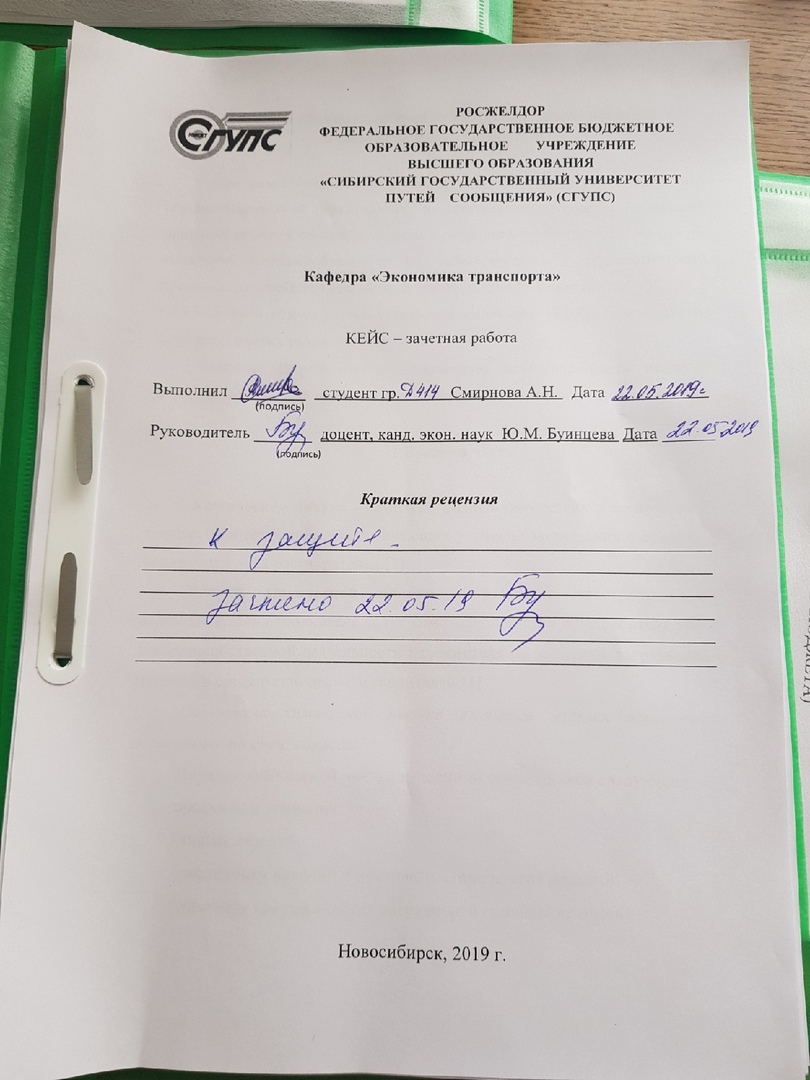 СГУПС
РОСЖЕЛДОР
ФЕДЕРАЛЬНОЕ ГОСУДАРСТВЕННОЕ БЮДЖЕТНОЕ
ОБРАЗОВАТЕЛЬНОЕ УЧРЕЖДЕНИЕ
ВЫСШЕГО ОБРАЗОВАНИЯ
«СИБИРСКИЙ ГОСУДАРСТВЕННЫЙ УНИВЕРСИТЕТ
ПУТЕЙ СООБЩЕНИЯ» (СГУПС)
Кафедра «Экономика транспорта»
КЕЙС – зачетная работа
Выполнил студент гр. Д414 Смирнова А.Н. Дата 22.05.2019г
(подпись)
Руководитель Бу доцент, канд. экон. наук Ю.М. Буинцева Дата 22.05.2019
(подпись)
Краткая рецензия
к защите.
Зачтено 22.05.19 Бу
Новосибирск, 2019 г.